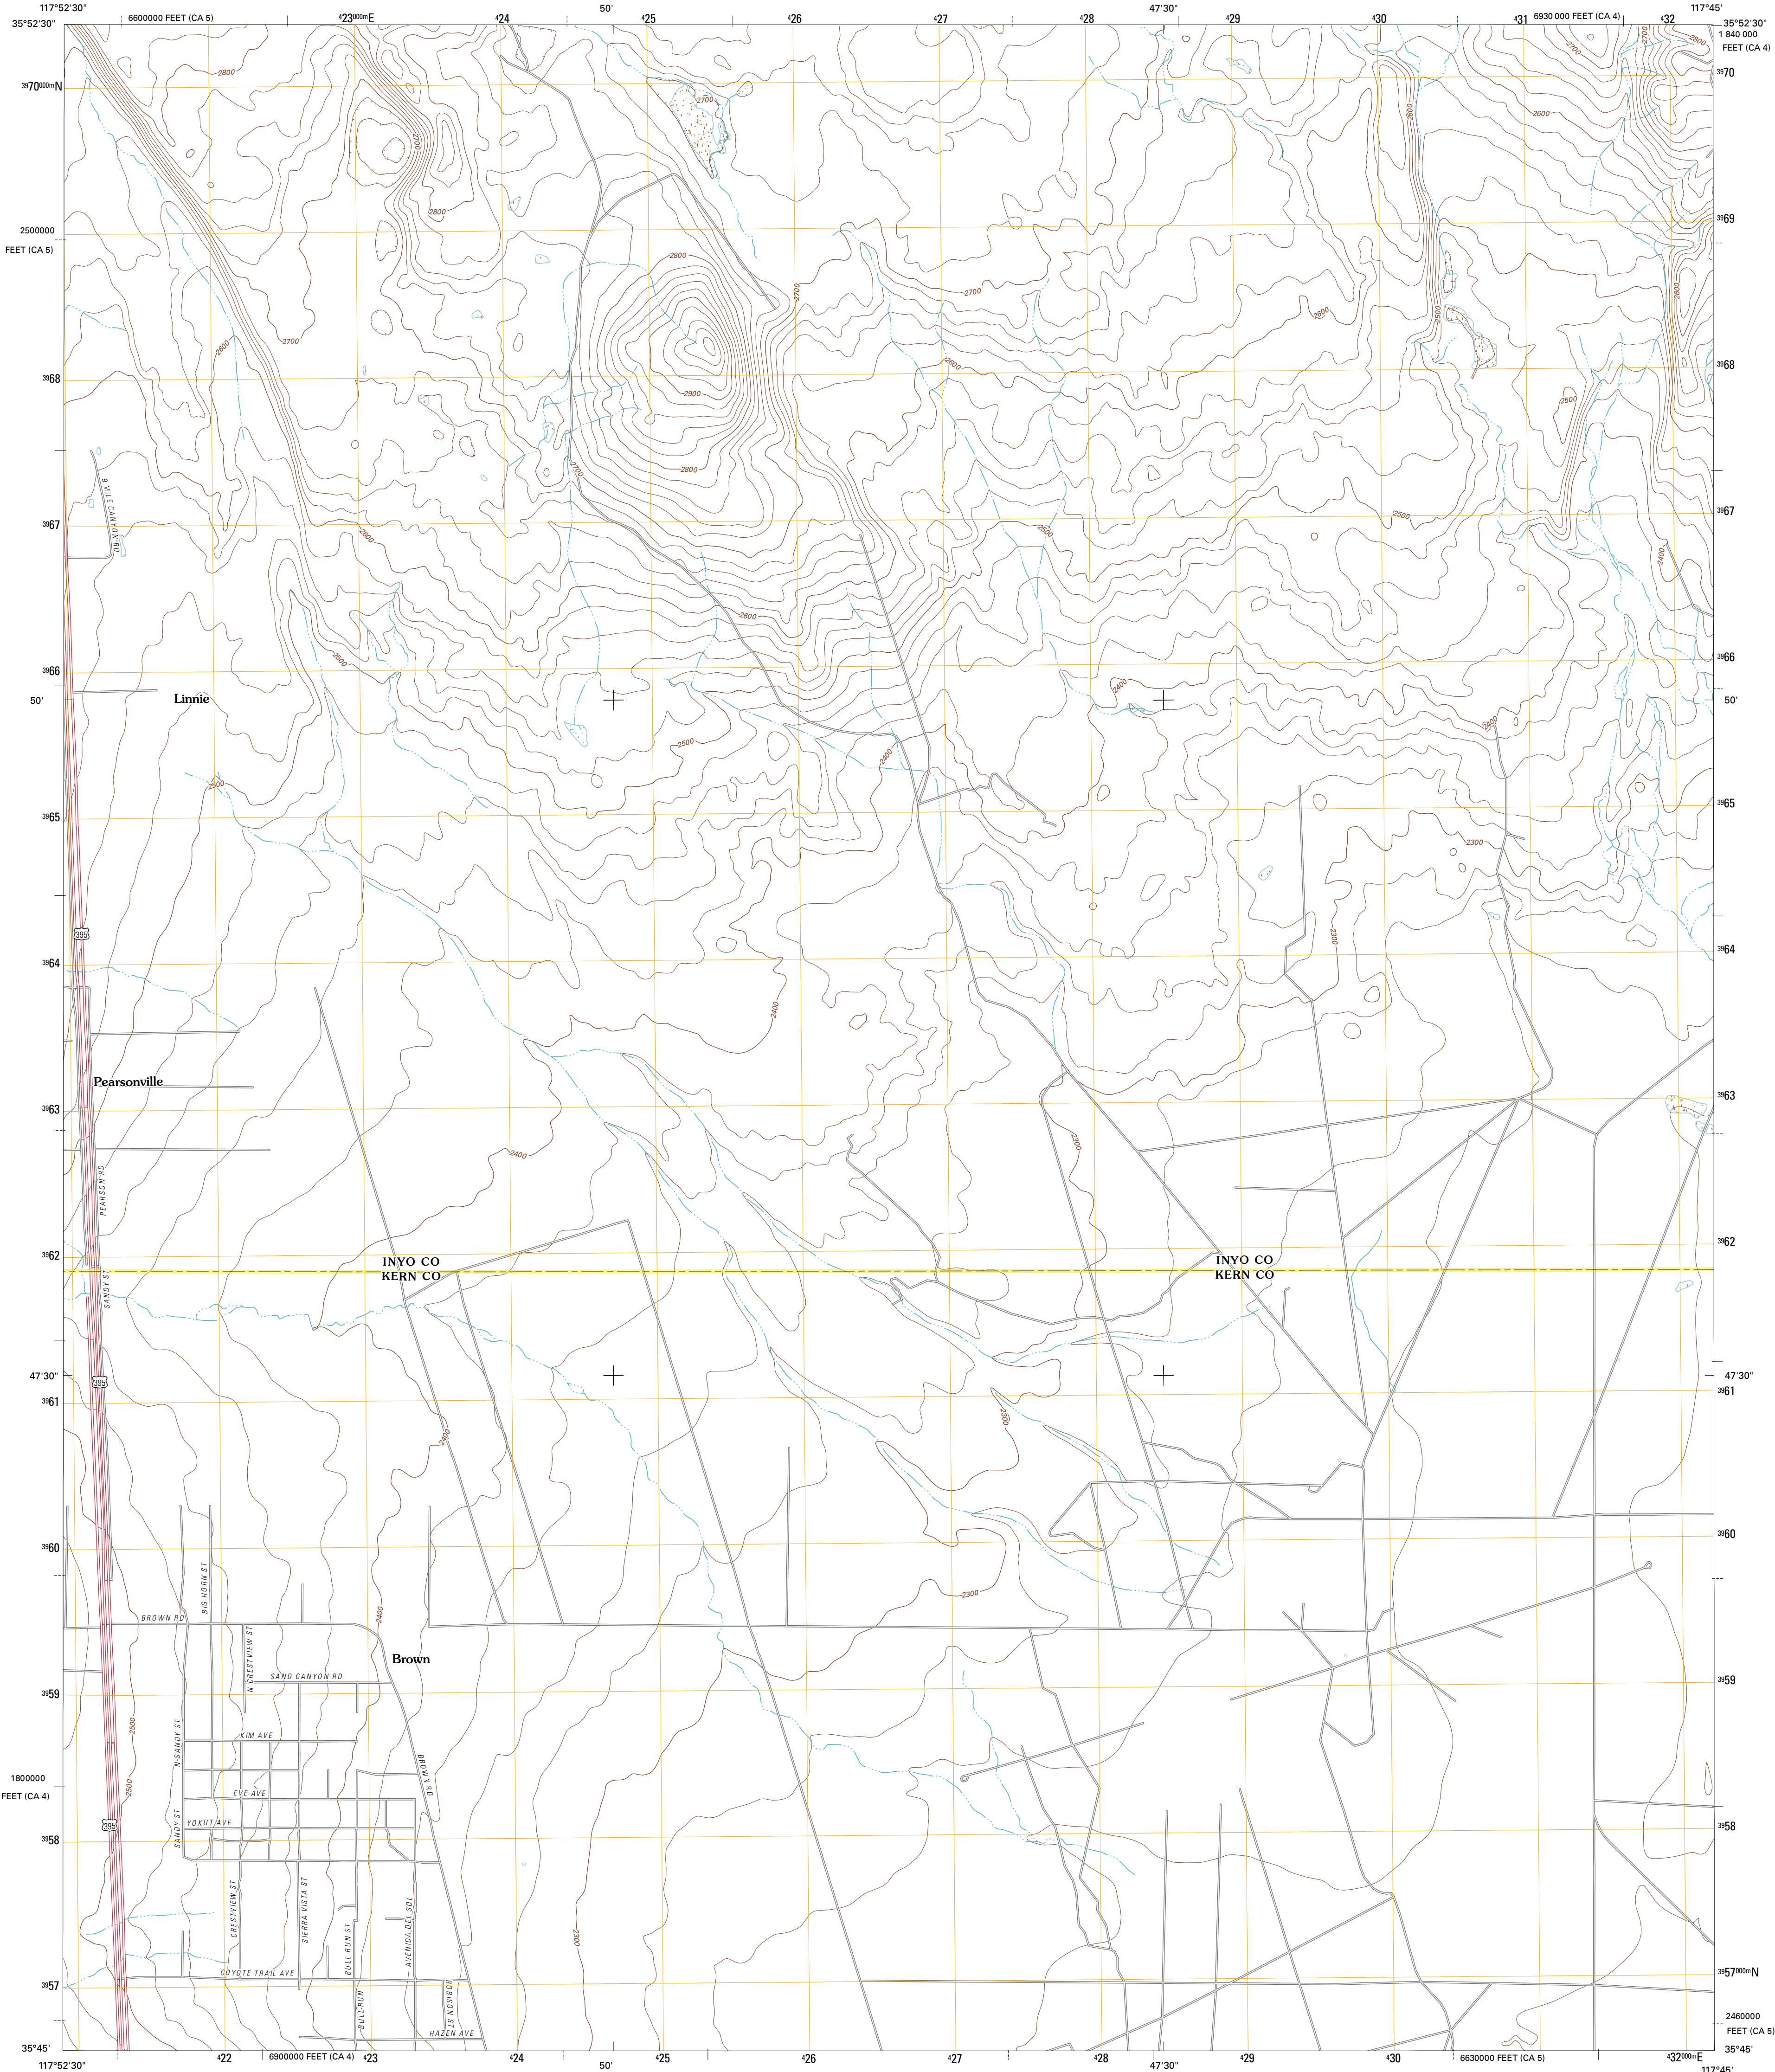 117°52'30"
6600000 FEET (CA 5)
⁴23⁰⁰⁰ᵐE
⁴24
50'
⁴25
⁴26
⁴27
⁴28
47'30"
⁴29
⁴30
⁴31
6930 000 FEET (CA 4)
⁴32
117°45'
35°52'30"
35°52'30"
1 840 000
FEET (CA 4)
2700
2700
2800
2800
³⁹70⁰⁰⁰ᵐN
³⁹70
2700
2600
2600
2700
2800
³⁹69
2500000
FEET (CA 5)
2800
2700
2700
2600
2600
2500
2700
2600
2600
³⁹68
³⁹68
2900
2500
2800
2700
9 MILE CANYON RD
³⁹67
³⁹67
2600
2500
2500
2400
2600
2500
³⁹66
³⁹66
Linnie
50'
50'
2400
2400
2500
2400
2500
³⁹65
³⁹65
2300
395
2300
³⁹64
³⁹64
2400
Pearsonville
³⁹63
³⁹63
2300
2400
PEARSON RD
³⁹62
³⁹62
INYO CO
KERN CO
INYO CO
KERN CO
SANDY ST
47'30"
47'30"
395
³⁹61
³⁹61
2300
2400
³⁹60
³⁹60
BIG HORN ST
2300
2400
BROWN RD
N CRESTVIEW ST
Brown
SAND CANYON RD
³⁹59
³⁹59
2500
N SANDY ST
KIM AVE
BROWN RD
1800000
FEET (CA 4)
2500
EVE AVE
SANDY ST
YOKUT AVE
395
³⁹58
³⁹58
CRESTVIEW ST
SIERRA VISTA ST
BULL RUN ST
AVENIDA DEL SOL
2300
COYOTE TRAIL AVE
³⁹57
³⁹57⁰⁰⁰ᵐN
BULL RUN
ROBISON ST
HAZEN AVE
2460000
FEET (CA 5)
35°45'
35°45'
117°52'30"
⁴22
6900000 FEET (CA 4)
⁴23
⁴24
50'
⁴25
⁴26
⁴27
⁴28
47'30"
⁴29
⁴30
6630000 FEET (CA 5)
⁴32⁰⁰⁰ᵐE
117°45'